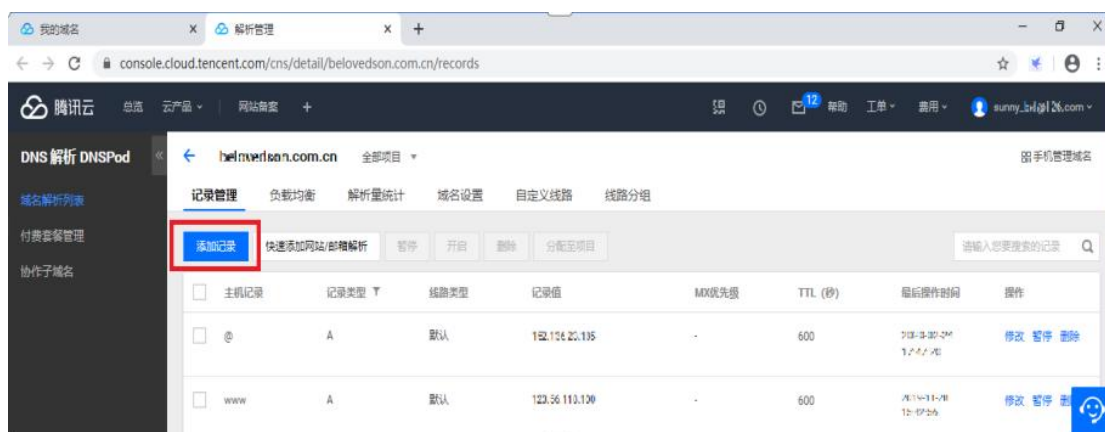 我的域名 解析管理
console.cloud.tencent.com/cns/detail/belovedson.com.cn/records
腾讯云 总览 云产品 网站备案 + 12 帮助 工单 费用
DNS 解析 DNSPod « ← belovedson.com.cn 全部项目 手机管理域名
域名解析列表 记录管理 负载均衡 解析量统计 域名设置 自定义线路 线路分组
付费套餐管理 添加记录 快速添加网站/邮箱解析 暂停 开启 删除 分配至项目 请输入您要搜索的记录
协作子域名
主机记录 记录类型 线路类型 记录值 MX优先级 TTL (秒) 最后操作时间 操作
@ A 默认 - 600 修改 暂停 删除
www A 默认 - 600 修改 暂停